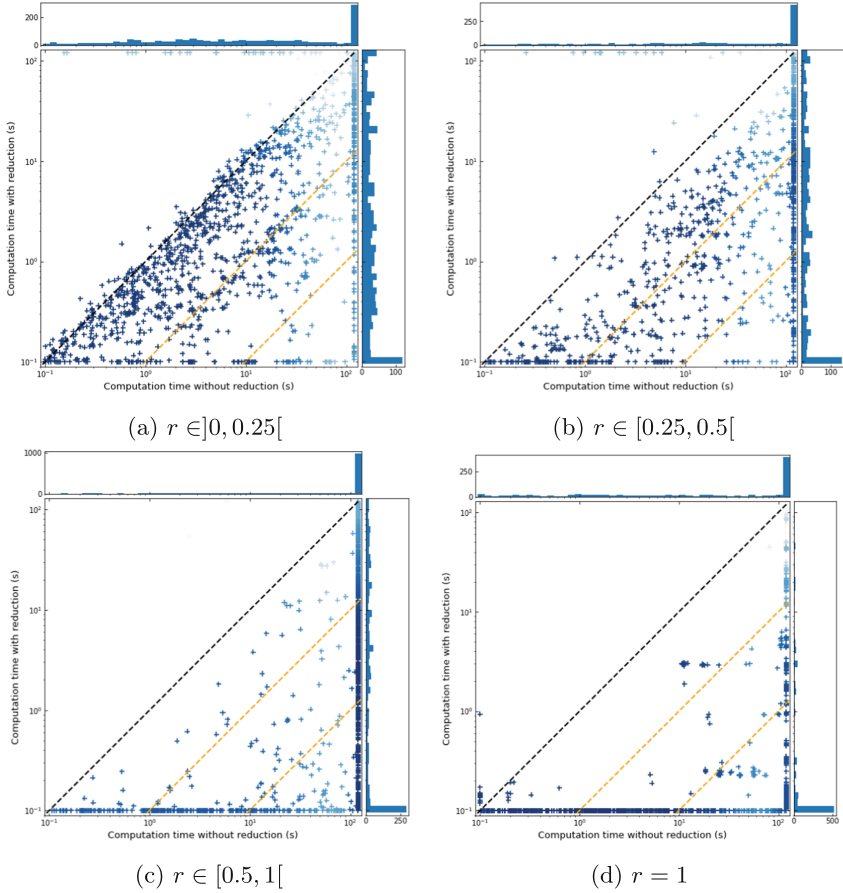 200
0
10²
10¹
10⁰
10⁻¹
Computation time with reduction (s)
10⁻¹ 10⁰ 10¹ 10² 0 100
Computation time without reduction (s)
(a) r ∈]0, 0.25[
250
0
10²
10¹
10⁰
10⁻¹
Computation time with reduction (s)
10⁻¹ 10⁰ 10¹ 10² 0 100
Computation time without reduction (s)
(b) r ∈ [0.25, 0.5[
1000
0
10²
10¹
10⁰
10⁻¹
Computation time with reduction (s)
10⁻¹ 10⁰ 10¹ 10² 0 250
Computation time without reduction (s)
(c) r ∈ [0.5, 1[
250
0
10²
10¹
10⁰
10⁻¹
Computation time with reduction (s)
10⁻¹ 10⁰ 10¹ 10² 0 500
Computation time without reduction (s)
(d) r = 1